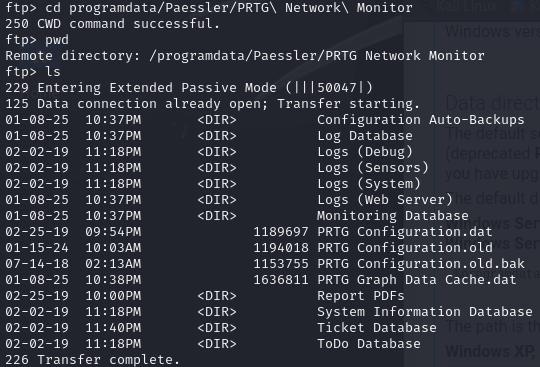 Kali Linux
ftp> cd programdata/Paessler/PRTG\ Network\ Monitor
250 CWD command successful.
Windows vers
ftp> pwd
Remote directory: /programdata/Paessler/PRTG Network Monitor
ftp> ls
229 Entering Extended Passive Mode (|||50047|)
125 Data connection already open; Transfer starting.
Data direct
01-08-25  10:37PM       <DIR>          Configuration Auto-Backups
01-08-25  10:37PM       <DIR>          Log Database
The default s
02-02-19  11:18PM       <DIR>          Logs (Debug)
(deprecated
02-02-19  11:18PM       <DIR>          Logs (Sensors)
you have upg
02-02-19  11:18PM       <DIR>          Logs (System)
01-08-25  10:37PM       <DIR>          Logs (Web Server)
The default d
01-08-25  10:37PM       <DIR>          Monitoring Database
Windows Ser
02-25-19  09:54PM              1189697 PRTG Configuration.dat
01-15-24  10:03AM              1194018 PRTG Configuration.old
Windows Ser
07-14-18  02:13AM              1153755 PRTG Configuration.old.bak
01-08-25  10:38PM              1636811 PRTG Graph Data Cache.dat
02-25-19  10:00PM       <DIR>          Report PDFs
02-02-19  11:18PM       <DIR>          System Information Database
02-02-19  11:40PM       <DIR>          Ticket Database
The path is th
02-02-19  11:18PM       <DIR>          ToDo Database
Windows XP,
226 Transfer complete.